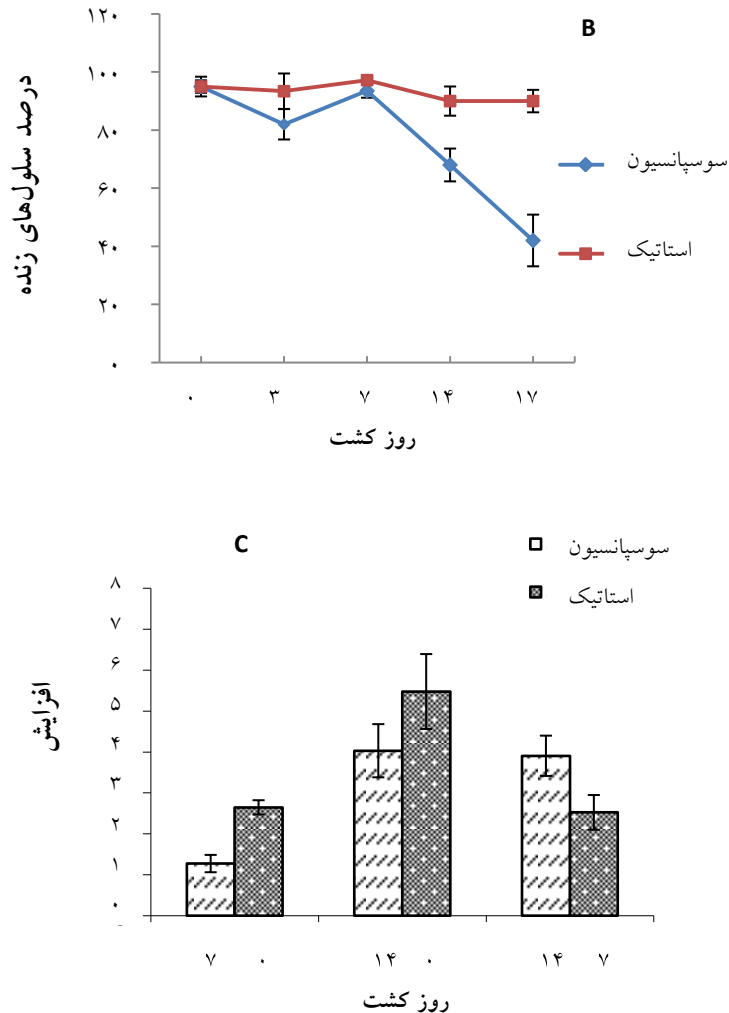 B
۱۲۰
۱۰۰
۸۰
۶۰
۴۰
۲۰
۰
درصد سلول‌های زنده
سوسپانسیون
استاتیک
۰ ۳ ۷ ۱۴ ۱۷
روز کشت
C
سوسپانسیون
استاتیک
۸
۷
۶
۵
۴
۳
۲
۱
۰
افزایش
۷ ۰ ۱۴ ۰ ۱۴ ۷
روز کشت